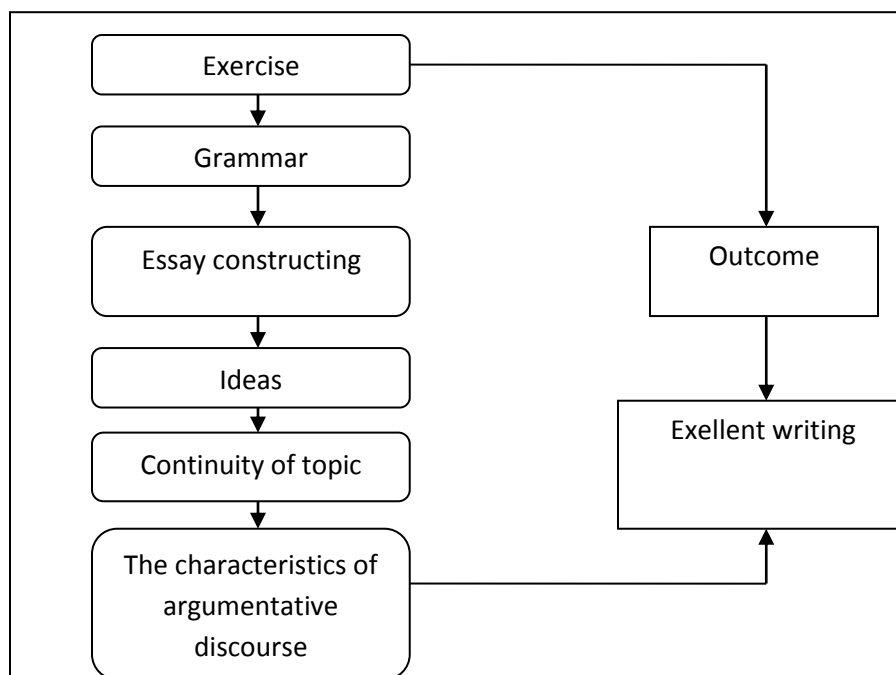 Exercise
Grammar
Essay constructing
Ideas
Continuity of topic
The characteristics of
argumentative
discourse
Outcome
Exellent writing